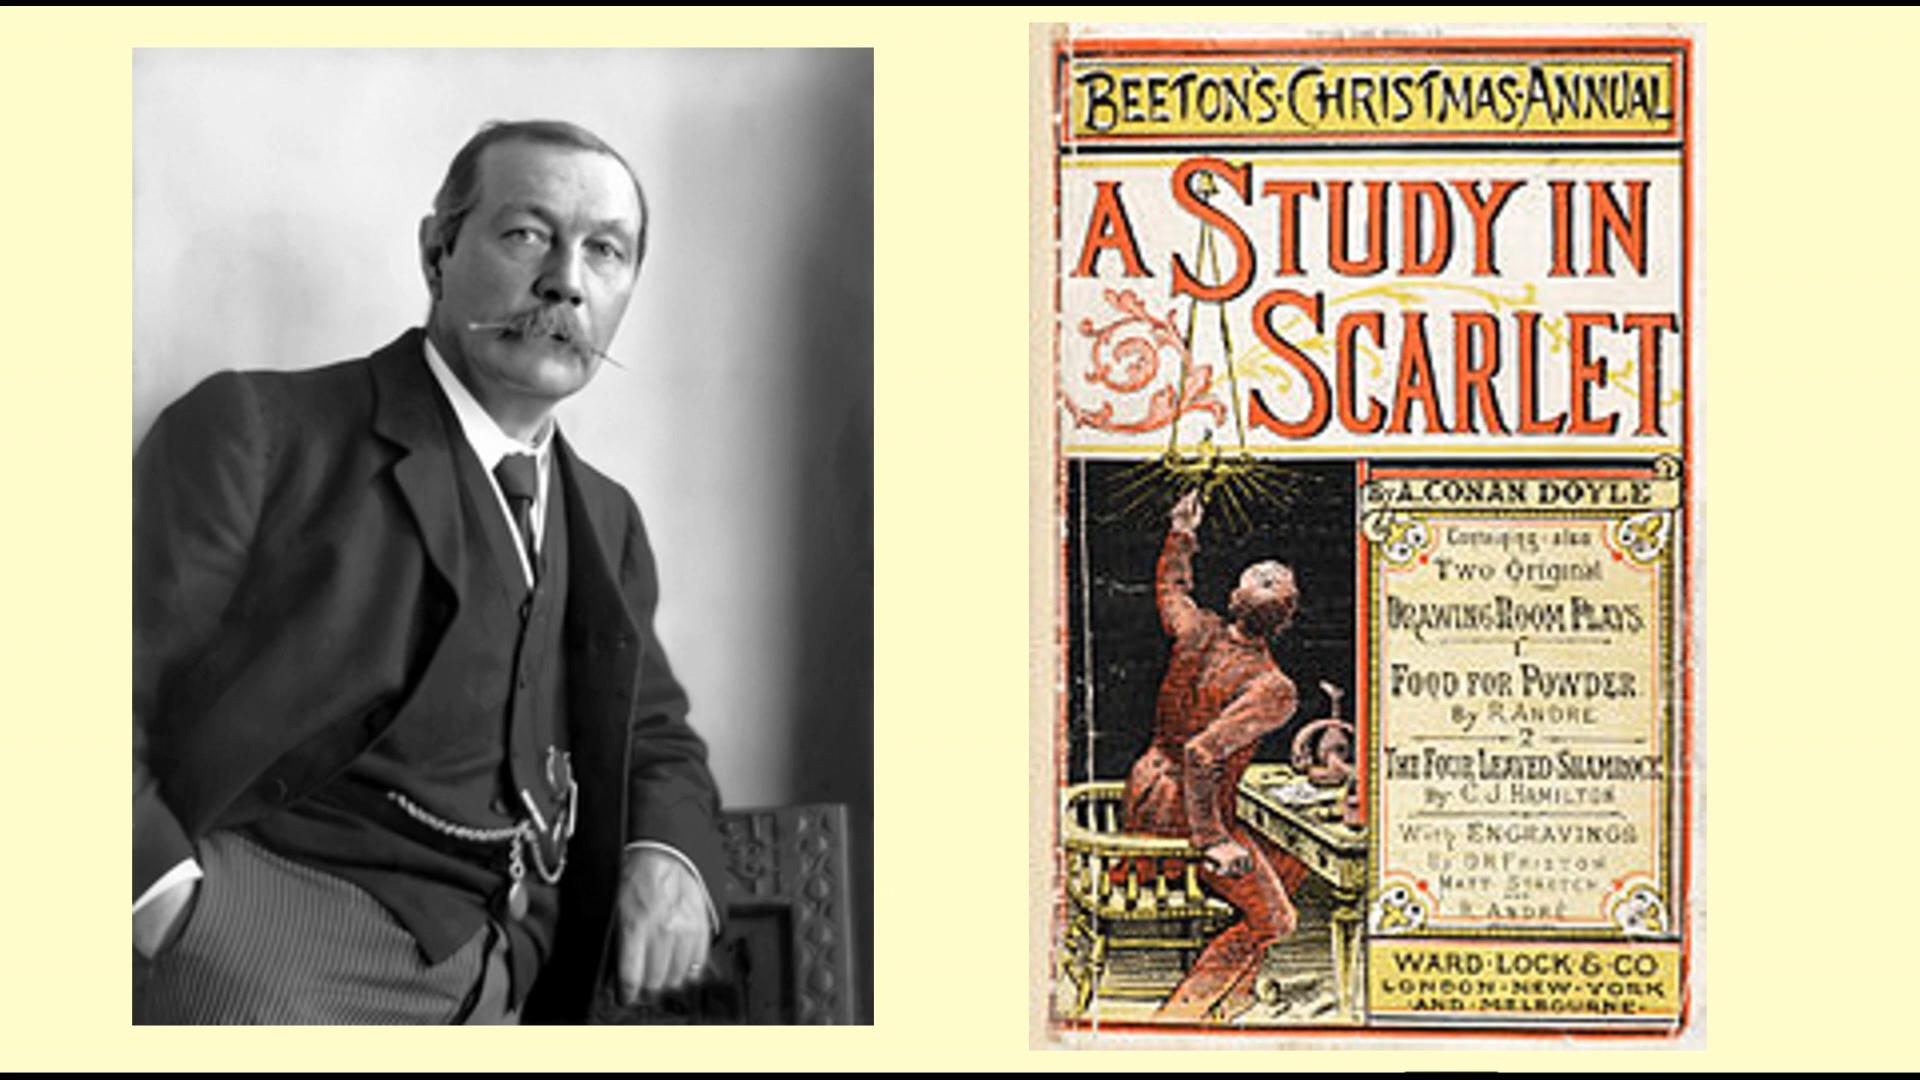 BEETON'S·CHRISTMAS·ANNUAL
A STUDY IN
SCARLET
By A. CONAN DOYLE
Containing also
Two Original
DRAWING ROOM PLAYS.
1
FOOD FOR POWDER
By R. ANDRE
2
THE FOUR LEAVED SHAMROCK
By C. J. HAMILTON
With ENGRAVINGS
By D H FRISTON
MATT STRETCH
AND
R. ANDRÉ
WARD·LOCK & CO
LONDON·NEW·YORK
·AND·MELBOURNE·